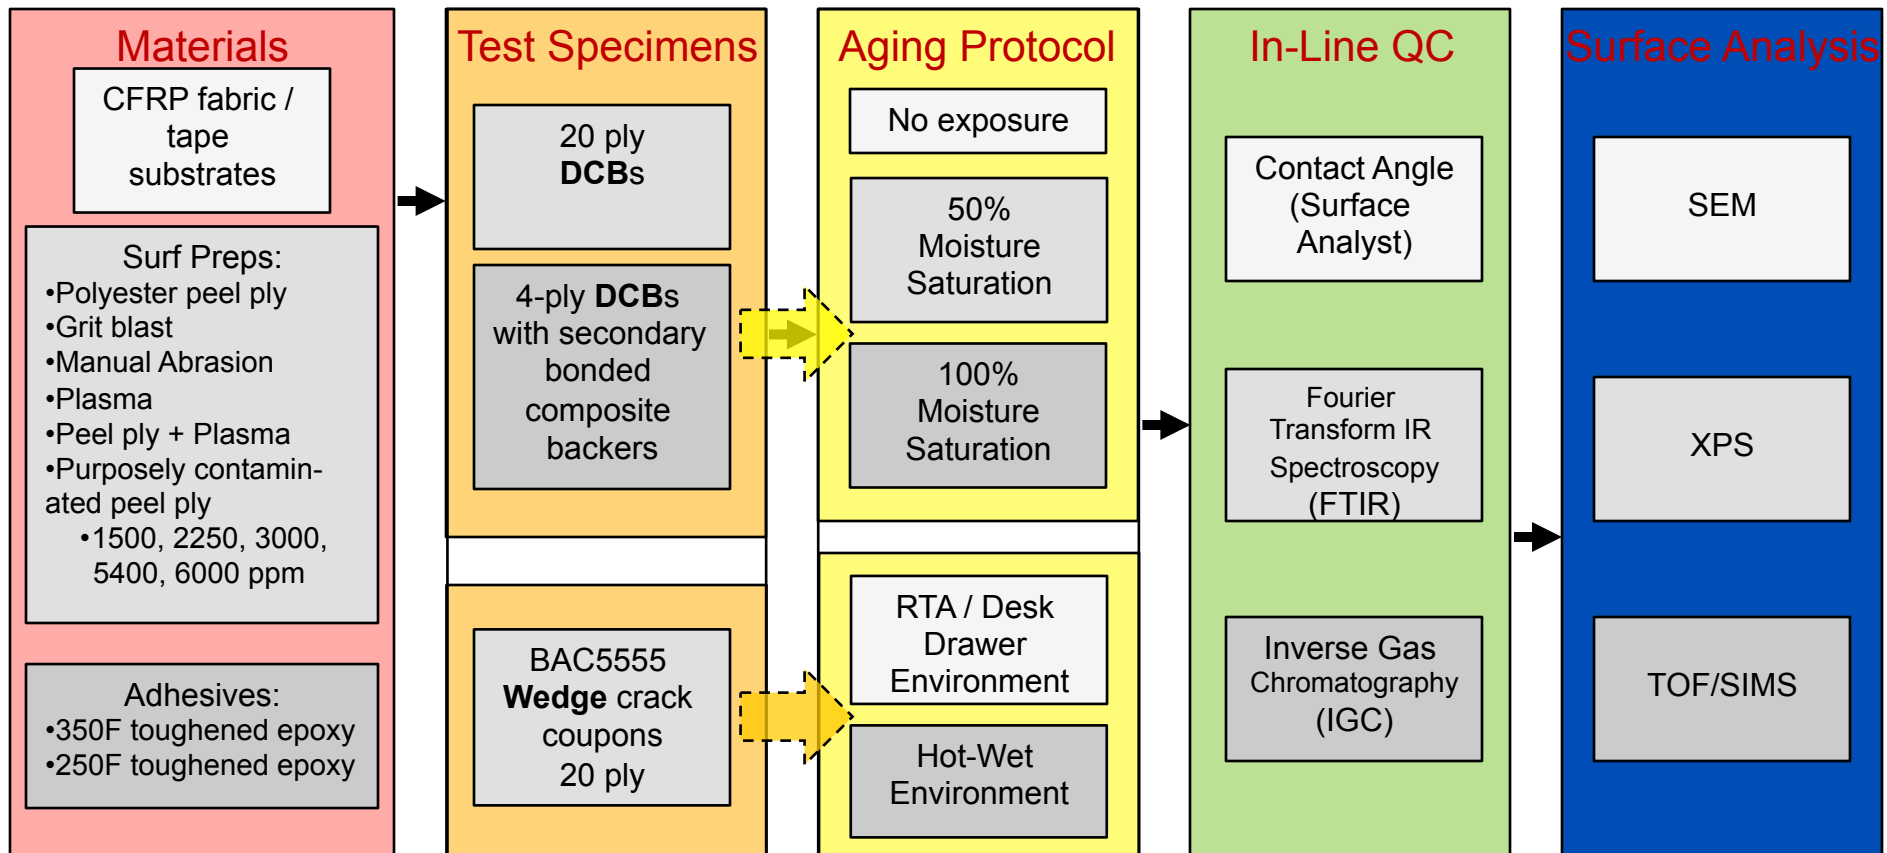 Materials
CFRP fabric /
tape
substrates
Surf Preps:
•Polyester peel ply
•Grit blast
•Manual Abrasion
•Plasma
•Peel ply + Plasma
•Purposely contamin-
ated peel ply
•1500, 2250, 3000,
5400, 6000 ppm
Adhesives:
•350F toughened epoxy
•250F toughened epoxy
Test Specimens
20 ply
DCBs
4-ply DCBs
with secondary
bonded
composite
backers
BAC5555
Wedge crack
coupons
20 ply
Aging Protocol
No exposure
50%
Moisture
Saturation
100%
Moisture
Saturation
RTA / Desk
Drawer
Environment
Hot-Wet
Environment
In-Line QC
Contact Angle
(Surface
Analyst)
Fourier
Transform IR
Spectroscopy
(FTIR)
Inverse Gas
Chromatography
(IGC)
Surface Analysis
SEM
XPS
TOF/SIMS